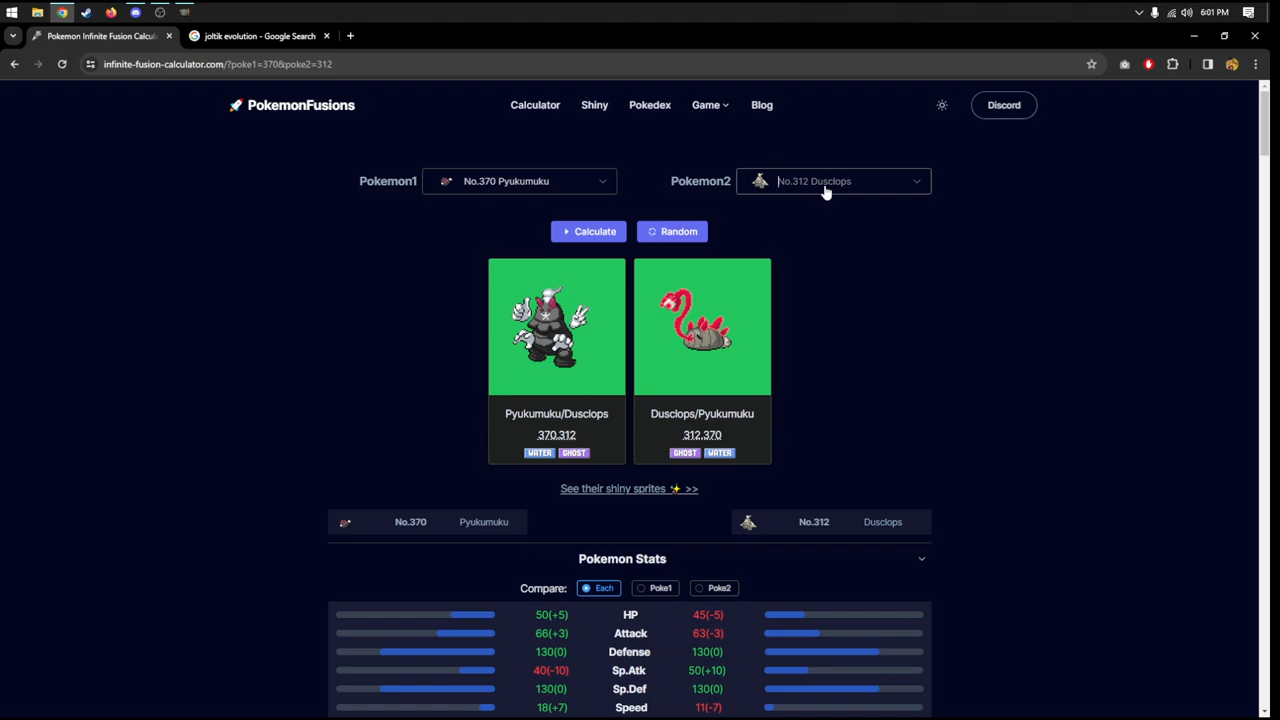 6:01 PM
Pokemon Infinite Fusion Calcul
joltik evolution - Google Search
infinite-fusion-calculator.com/?poke1=370&poke2=312
PokemonFusions
Calculator
Shiny
Pokedex
Game
Blog
Discord
Pokemon1
No.370 Pyukumuku
Pokemon2
No.312 Dusclops
Calculate
Random
Pyukumuku/Dusclops
370.312
WATER GHOST
Dusclops/Pyukumuku
312.370
GHOST WATER
See their shiny sprites ✨ >>
No.370 Pyukumuku
No.312 Dusclops
Pokemon Stats
Compare: Each Poke1 Poke2
50(+5) HP 45(-5)
66(+3) Attack 63(-3)
130(0) Defense 130(0)
40(-10) Sp.Atk 50(+10)
130(0) Sp.Def 130(0)
18(+7) Speed 11(-7)